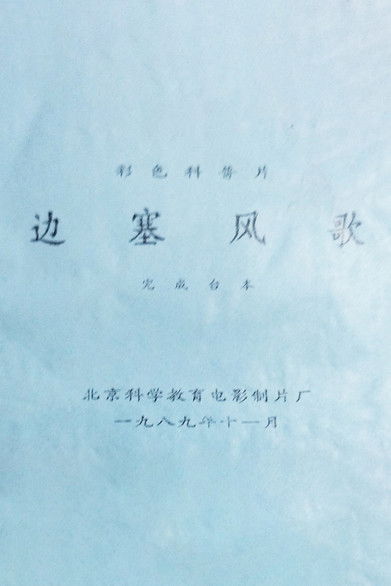 彩色科普片
边塞风歌
完成台本
北京科学教育电影制片厂
一九八九年十一月